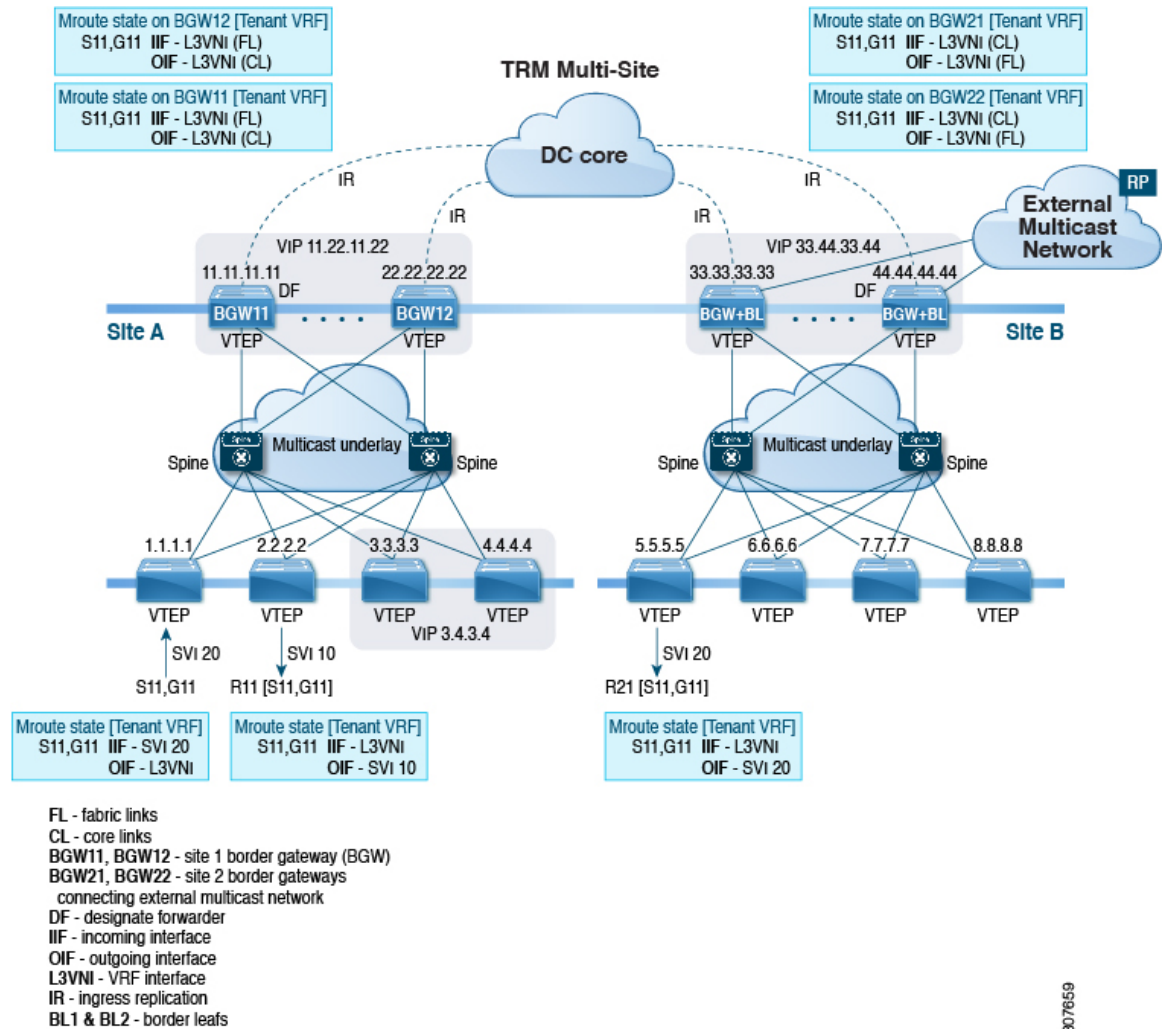 Mroute state on BGW12 [Tenant VRF]
S11,G11 IIF - L3VNI (FL)
OIF - L3VNI (CL)
Mroute state on BGW11 [Tenant VRF]
S11,G11 IIF - L3VNI (FL)
OIF - L3VNI (CL)
TRM Multi-Site
Mroute state on BGW21 [Tenant VRF]
S11,G11 IIF - L3VNI (CL)
OIF - L3VNI (FL)
Mroute state on BGW22 [Tenant VRF]
S11,G11 IIF - L3VNI (CL)
OIF - L3VNI (FL)
DC core
IR
IR
IR
IR
RP
External
Multicast
Network
VIP 11.22.11.22
VIP 33.44.33.44
11.11.11.11
22.22.22.22
33.33.33.33
44.44.44.44
DF
DF
BGW11
BGW12
BGW+BL
BGW+BL
Site A
Site B
VTEP
VTEP
VTEP
VTEP
Multicast underlay
Multicast underlay
Spine
Spine
Spine
Spine
Spine
Spine
Spine
Spine
1.1.1.1
2.2.2.2
3.3.3.3
4.4.4.4
5.5.5.5
6.6.6.6
7.7.7.7
8.8.8.8
VTEP
VTEP
VTEP
VTEP
VTEP
VTEP
VTEP
VTEP
VIP 3.4.3.4
SVI 20
SVI 10
SVI 20
S11,G11
R11 [S11,G11]
R21 [S11,G11]
Mroute state [Tenant VRF]
S11,G11 IIF - SVI 20
OIF - L3VNI
Mroute state [Tenant VRF]
S11,G11 IIF - L3VNI
OIF - SVI 10
Mroute state [Tenant VRF]
S11,G11 IIF - L3VNI
OIF - SVI 20
FL - fabric links
CL - core links
BGW11, BGW12 - site 1 border gateway (BGW)
BGW21, BGW22 - site 2 border gateways
connecting external multicast network
DF - designate forwarder
IIF - incoming interface
OIF - outgoing interface
L3VNI - VRF interface
IR - ingress replication
BL1 & BL2 - border leafs
307659